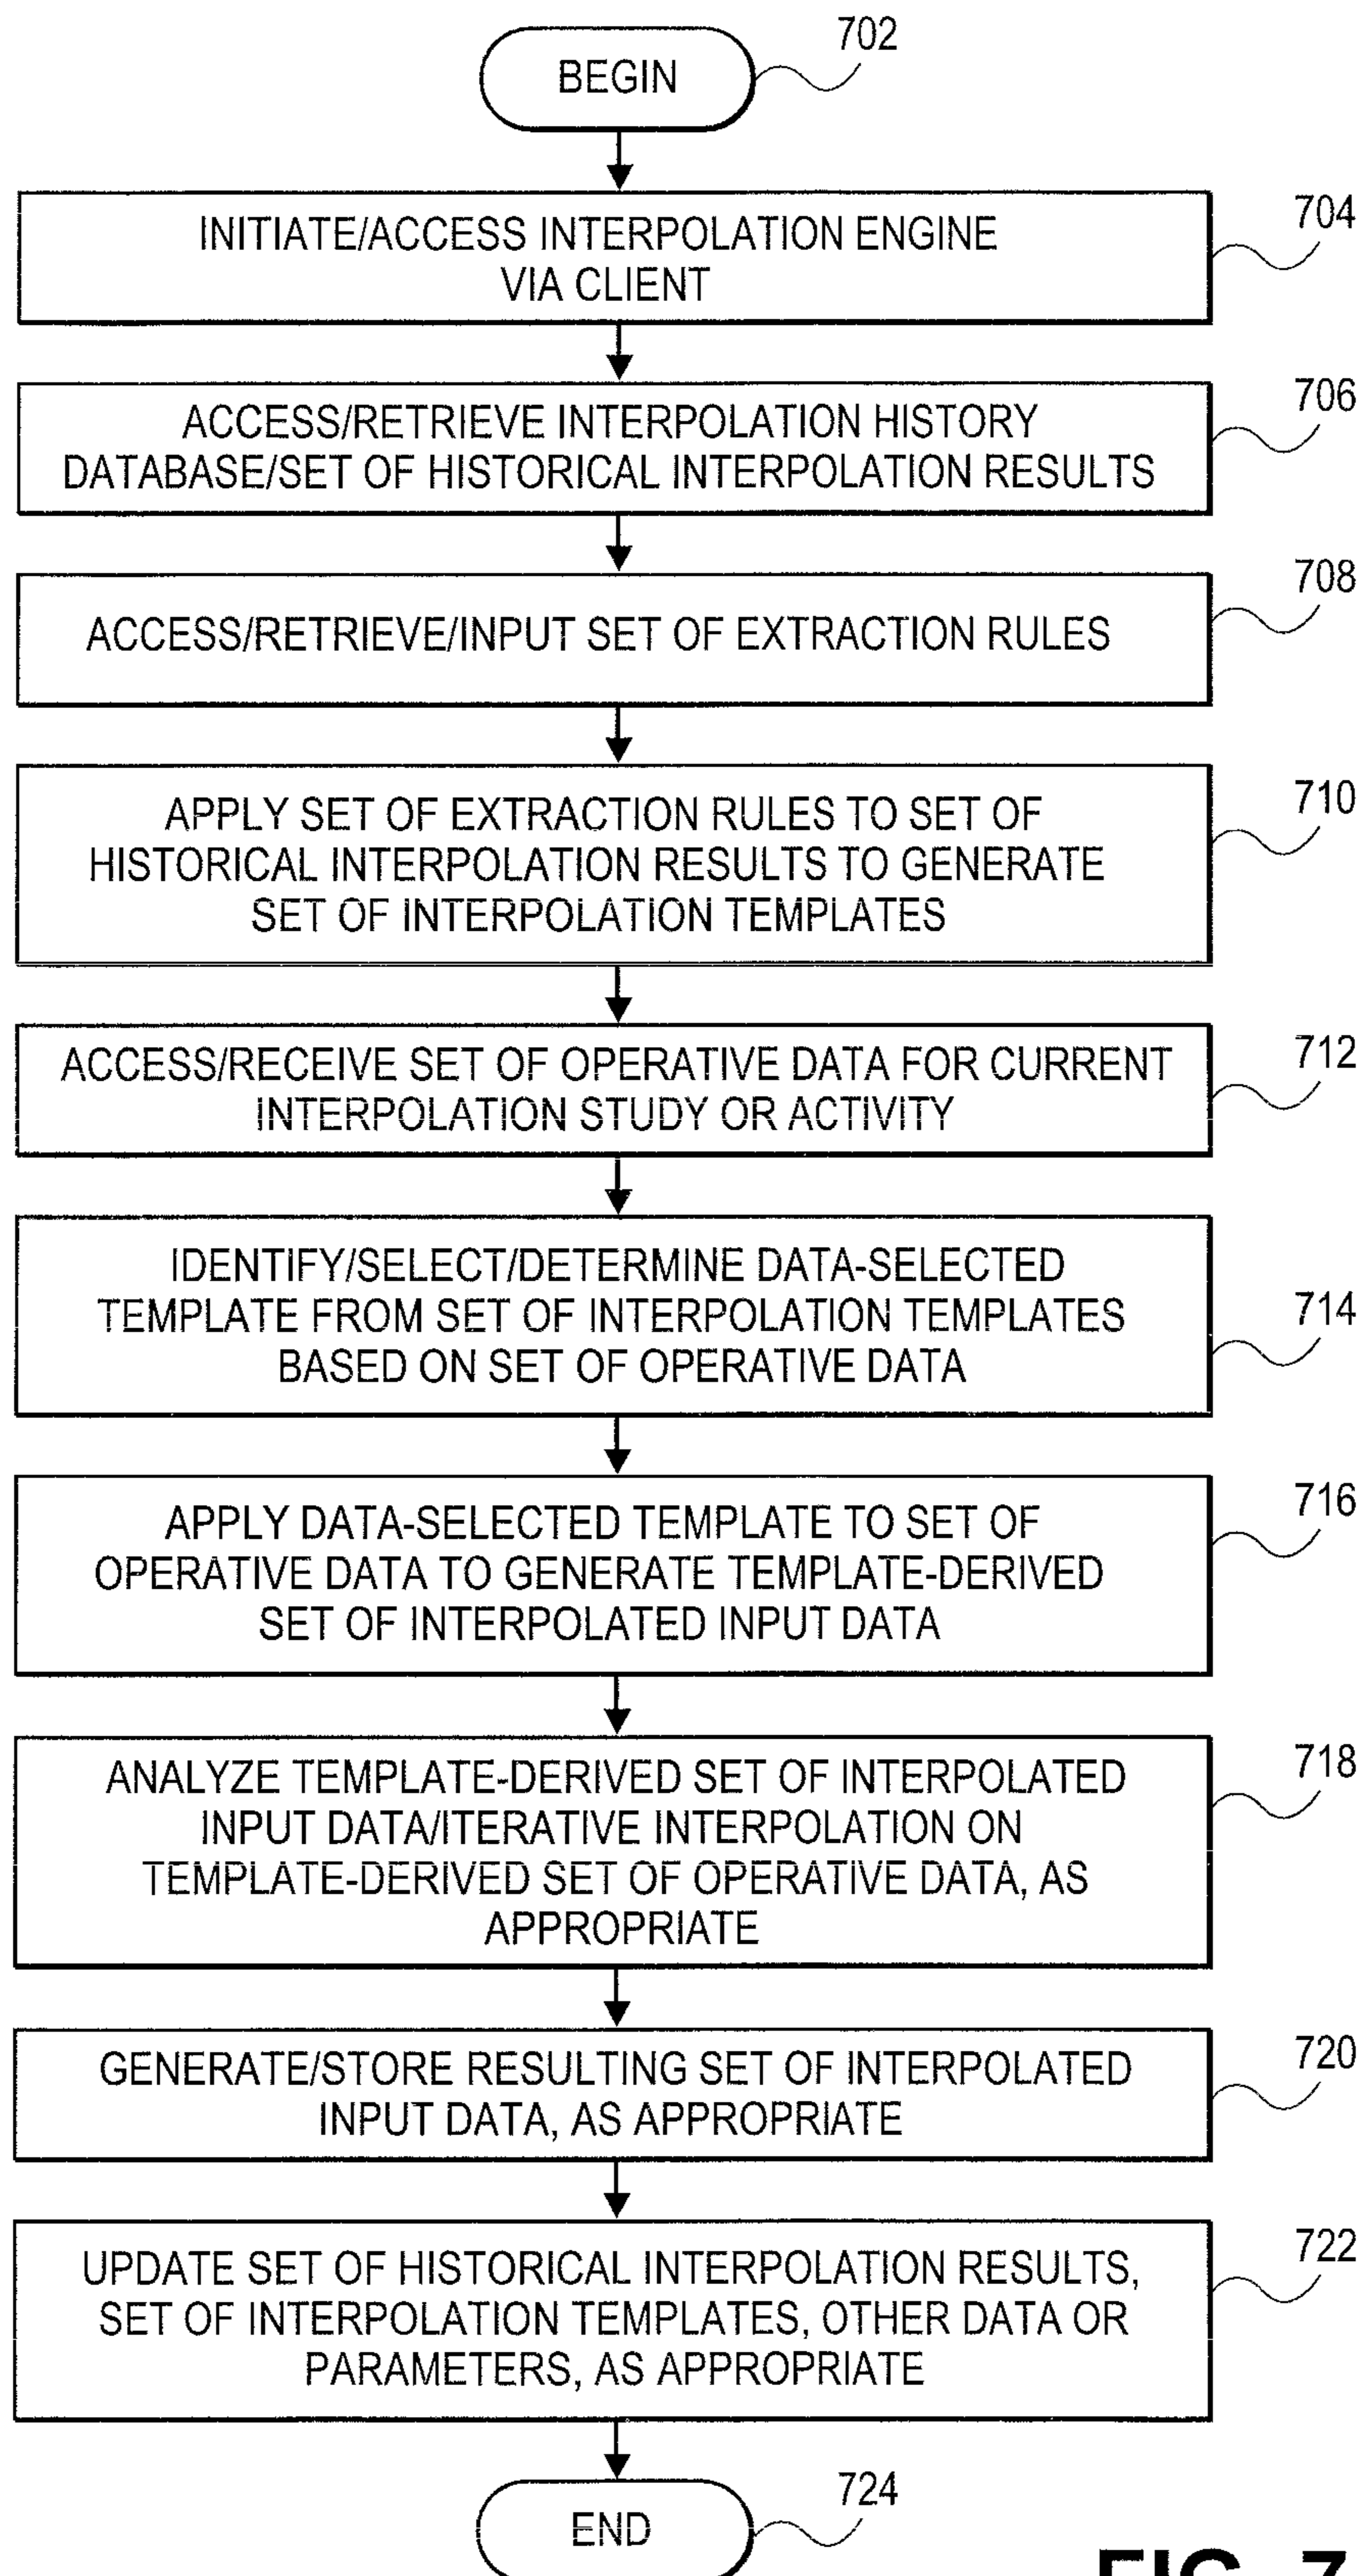 702
BEGIN
704
INITIATE/ACCESS INTERPOLATION ENGINE
VIA CLIENT
706
ACCESS/RETRIEVE INTERPOLATION HISTORY
DATABASE/SET OF HISTORICAL INTERPOLATION RESULTS
708
ACCESS/RETRIEVE/INPUT SET OF EXTRACTION RULES
710
APPLY SET OF EXTRACTION RULES TO SET OF
HISTORICAL INTERPOLATION RESULTS TO GENERATE
SET OF INTERPOLATION TEMPLATES
712
ACCESS/RECEIVE SET OF OPERATIVE DATA FOR CURRENT
INTERPOLATION STUDY OR ACTIVITY
714
IDENTIFY/SELECT/DETERMINE DATA-SELECTED
TEMPLATE FROM SET OF INTERPOLATION TEMPLATES
BASED ON SET OF OPERATIVE DATA
716
APPLY DATA-SELECTED TEMPLATE TO SET OF
OPERATIVE DATA TO GENERATE TEMPLATE-DERIVED
SET OF INTERPOLATED INPUT DATA
718
ANALYZE TEMPLATE-DERIVED SET OF INTERPOLATED
INPUT DATA/ITERATIVE INTERPOLATION ON
TEMPLATE-DERIVED SET OF OPERATIVE DATA, AS
APPROPRIATE
720
GENERATE/STORE RESULTING SET OF INTERPOLATED
INPUT DATA, AS APPROPRIATE
722
UPDATE SET OF HISTORICAL INTERPOLATION RESULTS,
SET OF INTERPOLATION TEMPLATES, OTHER DATA OR
PARAMETERS, AS APPROPRIATE
724
END
FIG. 7